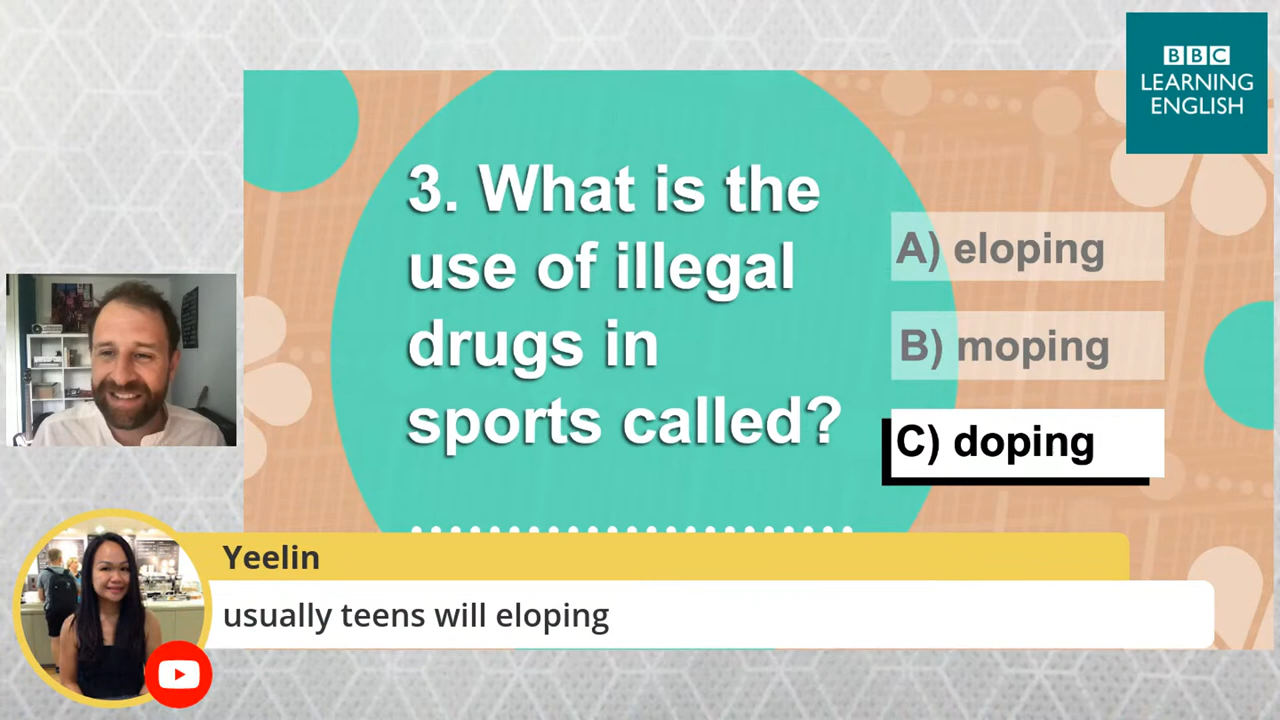 BBC
LEARNING
ENGLISH
3. What is the
use of illegal
drugs in
sports called?
A) eloping
B) moping
C) doping
Yeelin
usually teens will eloping